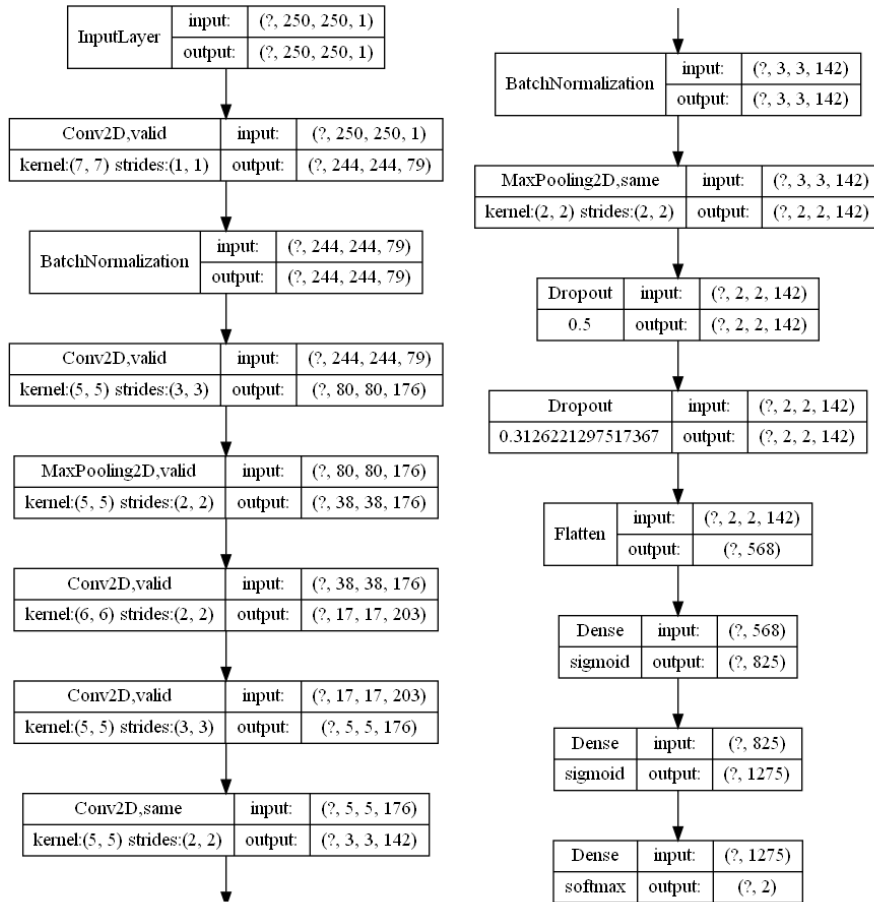 InputLayer
input: (?, 250, 250, 1)
output: (?, 250, 250, 1)
Conv2D,valid input: (?, 250, 250, 1)
kernel:(7, 7) strides:(1, 1) output: (?, 244, 244, 79)
BatchNormalization
input: (?, 244, 244, 79)
output: (?, 244, 244, 79)
Conv2D,valid input: (?, 244, 244, 79)
kernel:(5, 5) strides:(3, 3) output: (?, 80, 80, 176)
MaxPooling2D,valid input: (?, 80, 80, 176)
kernel:(5, 5) strides:(2, 2) output: (?, 38, 38, 176)
Conv2D,valid input: (?, 38, 38, 176)
kernel:(6, 6) strides:(2, 2) output: (?, 17, 17, 203)
Conv2D,valid input: (?, 17, 17, 203)
kernel:(5, 5) strides:(3, 3) output: (?, 5, 5, 176)
Conv2D,same input: (?, 5, 5, 176)
kernel:(5, 5) strides:(2, 2) output: (?, 3, 3, 142)
BatchNormalization
input: (?, 3, 3, 142)
output: (?, 3, 3, 142)
MaxPooling2D,same input: (?, 3, 3, 142)
kernel:(2, 2) strides:(2, 2) output: (?, 2, 2, 142)
Dropout input: (?, 2, 2, 142)
0.5 output: (?, 2, 2, 142)
Dropout input: (?, 2, 2, 142)
0.3126221297517367 output: (?, 2, 2, 142)
Flatten
input: (?, 2, 2, 142)
output: (?, 568)
Dense input: (?, 568)
sigmoid output: (?, 825)
Dense input: (?, 825)
sigmoid output: (?, 1275)
Dense input: (?, 1275)
softmax output: (?, 2)